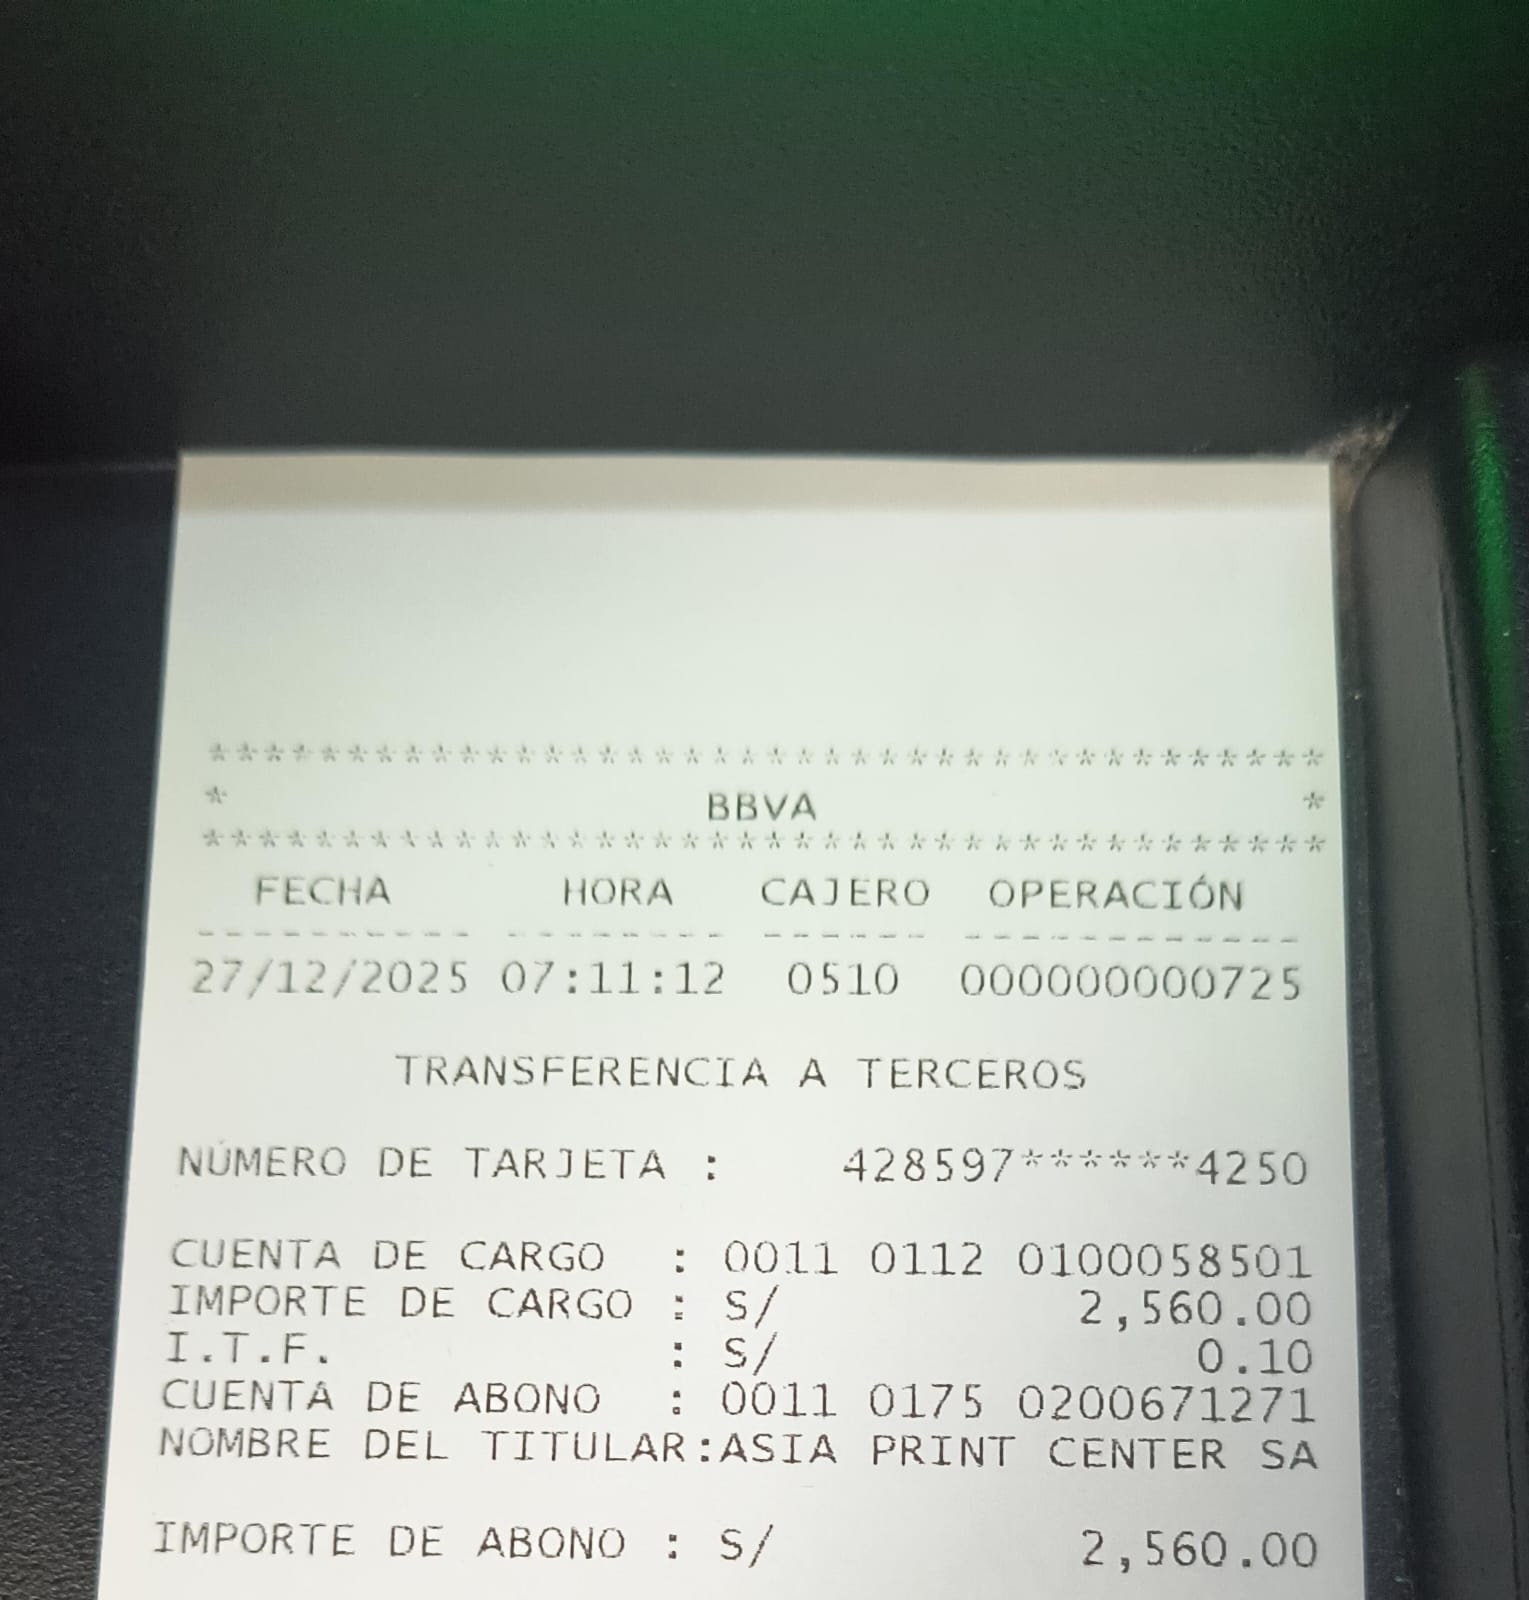 ****************************************
* BBVA *
****************************************
FECHA HORA CAJERO OPERACIÓN
---------- -------- ------ ------------
27/12/2025 07:11:12 0510 000000000725
TRANSFERENCIA A TERCEROS
NÚMERO DE TARJETA : 428597******4250
CUENTA DE CARGO : 0011 0112 0100058501
IMPORTE DE CARGO : S/ 2,560.00
I.T.F. : S/ 0.10
CUENTA DE ABONO : 0011 0175 0200671271
NOMBRE DEL TITULAR:ASIA PRINT CENTER SA
IMPORTE DE ABONO : S/ 2,560.00